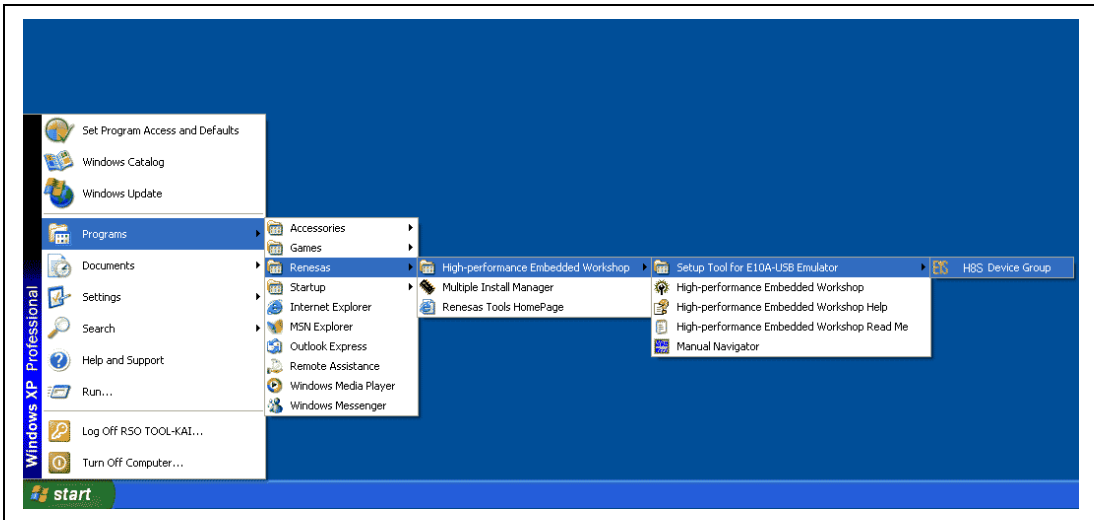 Set Program Access and Defaults
Windows Catalog
Windows Update
Programs
Documents
Settings
Search
Help and Support
Run...
Log Off RSO TOOL-KAI...
Turn Off Computer...
Windows XP Professional
start
Accessories
Games
Renesas
Startup
Internet Explorer
MSN Explorer
Outlook Express
Remote Assistance
Windows Media Player
Windows Messenger
High-performance Embedded Workshop
Multiple Install Manager
Renesas Tools HomePage
Setup Tool for E10A-USB Emulator
High-performance Embedded Workshop
High-performance Embedded Workshop Help
High-performance Embedded Workshop Read Me
Manual Navigator
H8S Device Group